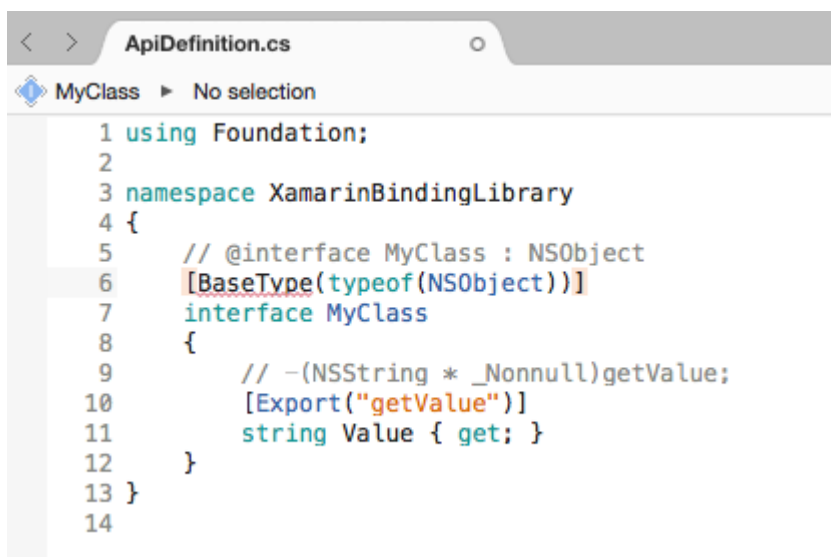 ApiDefinition.cs
MyClass ▶ No selection
1 using Foundation;
2
3 namespace XamarinBindingLibrary
4 {
5     // @interface MyClass : NSObject
6     [BaseType(typeof(NSObject))]
7     interface MyClass
8     {
9         // -(NSString * _Nonnull)getValue;
10         [Export("getValue")]
11         string Value { get; }
12     }
13 }
14